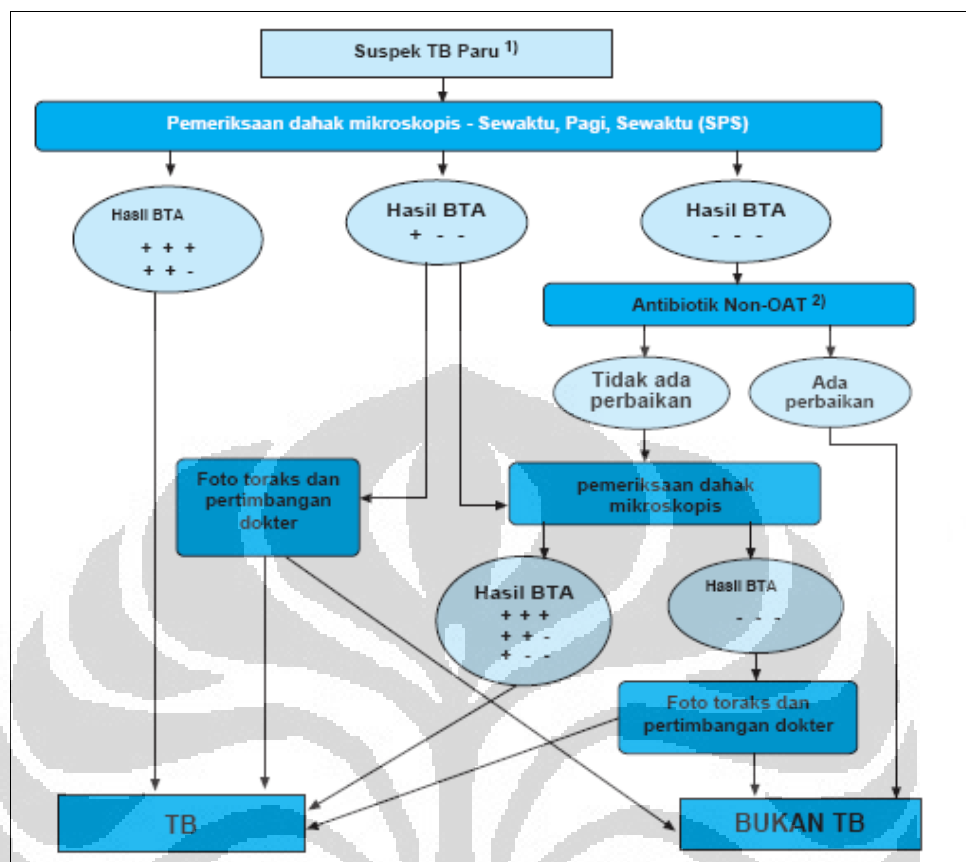 Suspek TB Paru 1)
Pemeriksaan dahak mikroskopis - Sewaktu, Pagi, Sewaktu (SPS)
Hasil BTA
+ + +
+ + -
Hasil BTA
+ - -
Hasil BTA
- - -
Antibiotik Non-OAT 2)
Tidak ada
perbaikan
Ada
perbaikan
Foto toraks dan
pertimbangan
dokter
pemeriksaan dahak
mikroskopis
Hasil BTA
+ + +
+ + -
+ - -
Hasil BTA
- - -
Foto toraks dan
pertimbangan dokter
TB
BUKAN TB